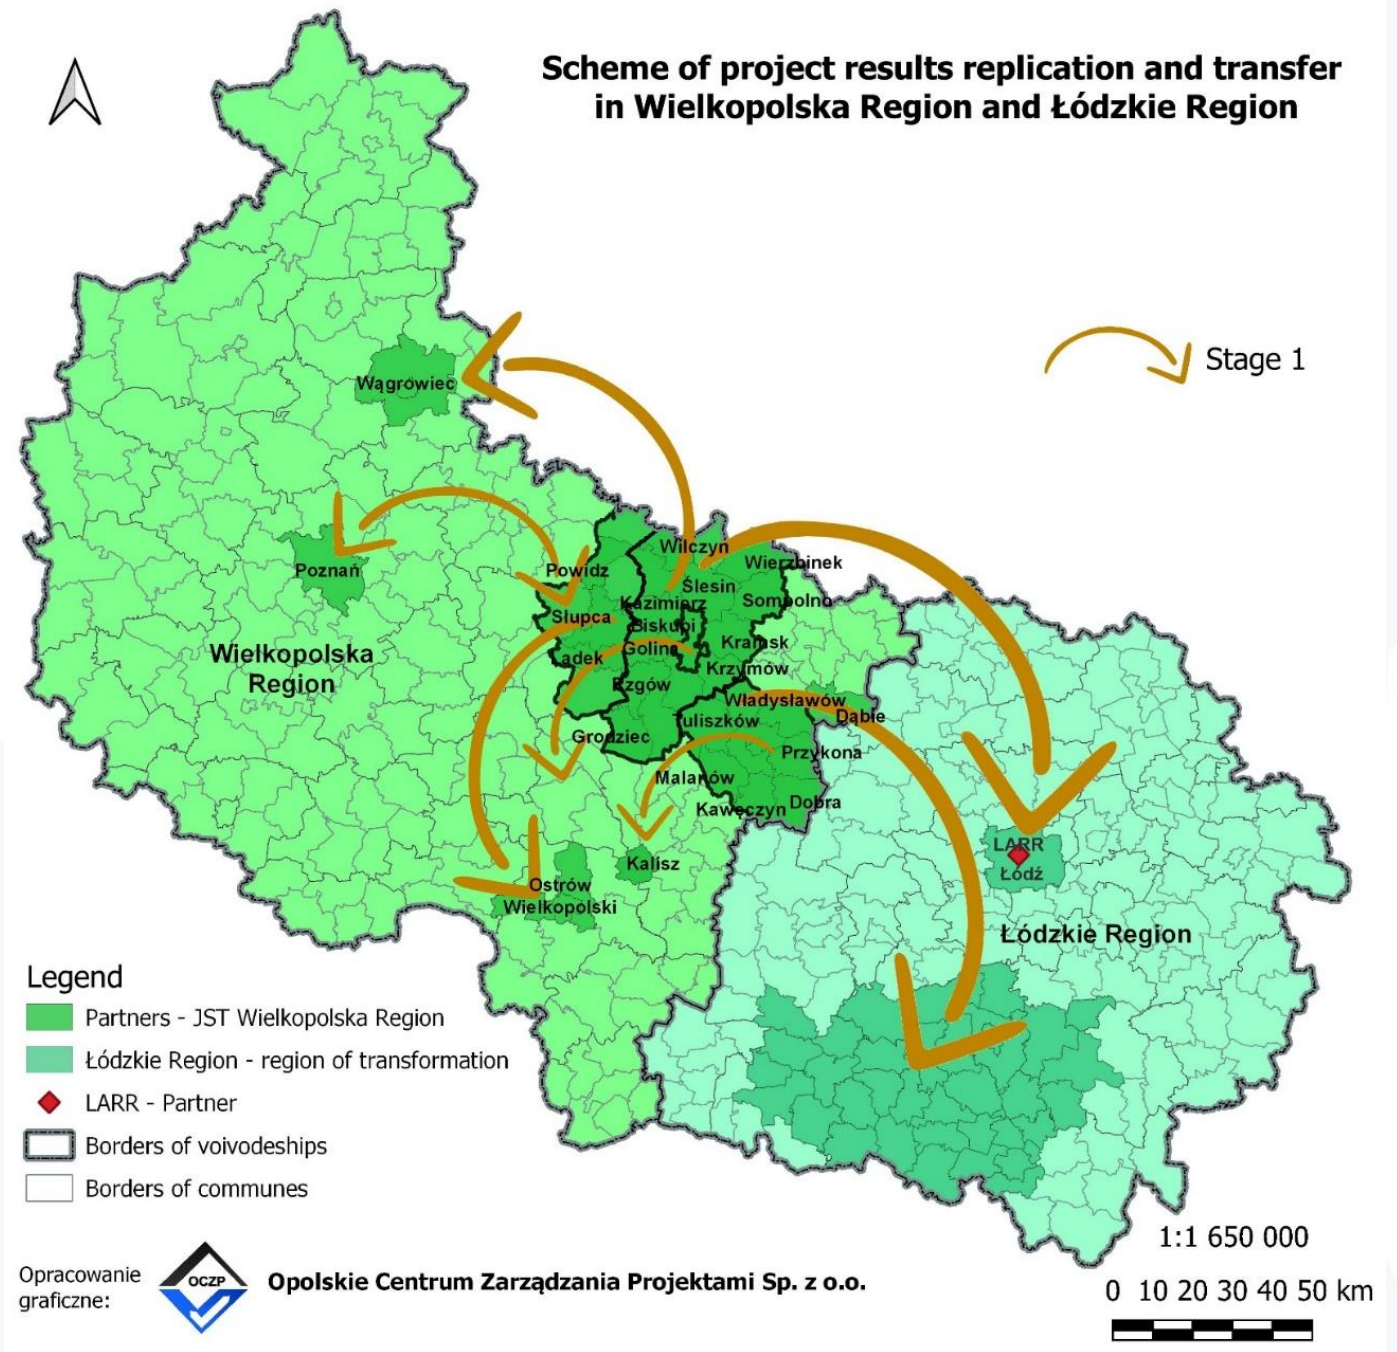 Scheme of project results replication and transfer
in Wielkopolska Region and Łódzkie Region
Stage 1
Wągrowiec
Poznań
Wielkopolska
Region
Wilczyn
Wierzbinek
Powidz
Ślesin
Kazimierz
Biskupi
Sompolno
Słupca
Golina
Kramsk
Lądek
Krzymów
Rzgów
Władysławów
Tuliszków
Dąbie
Grodziec
Przykona
Malanów
Kawęczyn
Dobra
Kalisz
Ostrów
Wielkopolski
LARR
Łódź
Łódzkie Region
Legend
Partners - JST Wielkopolska Region
Łódzkie Region - region of transformation
LARR - Partner
Borders of voivodeships
Borders of communes
Opracowanie
graficzne:
OCZP
Opolskie Centrum Zarządzania Projektami Sp. z o.o.
1:1 650 000
0 10 20 30 40 50 km